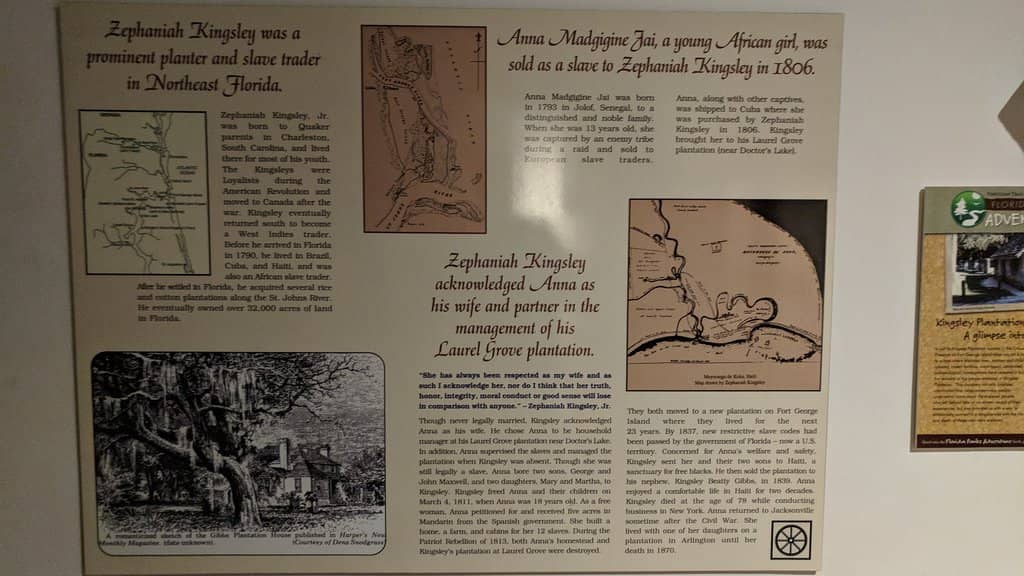 Zephaniah Kingsley was a
prominent planter and slave trader
in Northeast Florida.
Zephaniah Kingsley, Jr.
was born to Quaker
parents in Charleston,
South Carolina, and lived
there for most of his youth.
The Kingsleys were
Loyalists during the
American Revolution and
moved to Canada after the
war. Kingsley eventually
returned south to become
a West Indies trader.
Before he arrived in Florida
in 1790, he lived in Brazil,
Cuba, and Haiti, and was
also an African slave trader.
After he settled in Florida, he acquired several rice
and cotton plantations along the St. Johns River.
He eventually owned over 32,000 acres of land
in Florida.
GEORGIA
FLORIDA
ATLANTIC
OCEAN
A romanticized sketch of the Gibbs Plantation House published in Harper's New
Monthly Magazine. (date unknown).
(Courtesy of Dena Snodgrass)
Anna Madgigine Jai, a young African girl, was
sold as a slave to Zephaniah Kingsley in 1806.
Anna Madgigine Jai was born
in 1793 in Jolof, Senegal, to a
distinguished and noble family.
When she was 13 years old, she
was captured by an enemy tribe
during a raid and sold to
European slave traders.
Anna, along with other captives,
was shipped to Cuba where she
was purchased by Zephaniah
Kingsley in 1806. Kingsley
brought her to his Laurel Grove
plantation (near Doctor's Lake).
Zephaniah Kingsley
acknowledged Anna as
his wife and partner in the
management of his
Laurel Grove plantation.
"She has always been respected as my wife and as
such I acknowledge her, nor do I think that her truth,
honor, integrity, moral conduct or good sense will lose
in comparison with anyone." – Zephaniah Kingsley, Jr.
Though never legally married, Kingsley acknowledged
Anna as his wife. He chose Anna to be household
manager at his Laurel Grove plantation near Doctor's Lake.
In addition, Anna supervised the slaves and managed the
plantation when Kingsley was absent. Though she was
still legally a slave, Anna bore two sons, George and
John Maxwell, and two daughters, Mary and Martha, to
Kingsley. Kingsley freed Anna and their children on
March 4, 1811, when Anna was 18 years old. As a free
woman, Anna petitioned for and received five acres in
Mandarin from the Spanish government. She built a
home, a farm, and cabins for her 12 slaves. During the
Patriot Rebellion of 1813, both Anna's homestead and
Kingsley's plantation at Laurel Grove were destroyed.
Mayorasgo de Koka, Haiti
Map drawn by Zephaniah Kingsley
They both moved to a new plantation on Fort George
Island where they lived for the next
23 years. By 1837, new restrictive slave codes had
been passed by the government of Florida – now a U.S.
territory. Concerned for Anna's welfare and safety,
Kingsley sent her and their two sons to Haiti, a
sanctuary for free blacks. He then sold the plantation to
his nephew, Kingsley Beatty Gibbs, in 1839. Anna
enjoyed a comfortable life in Haiti for two decades.
Kingsley died at the age of 78 while conducting
business in New York. Anna returned to Jacksonville
sometime after the Civil War. She
lived with one of her daughters on a
plantation in Arlington until her
death in 1870.
FLORID
ADVEN
Kingsley Plantation
A glimpse into
Florida Parks Adventures